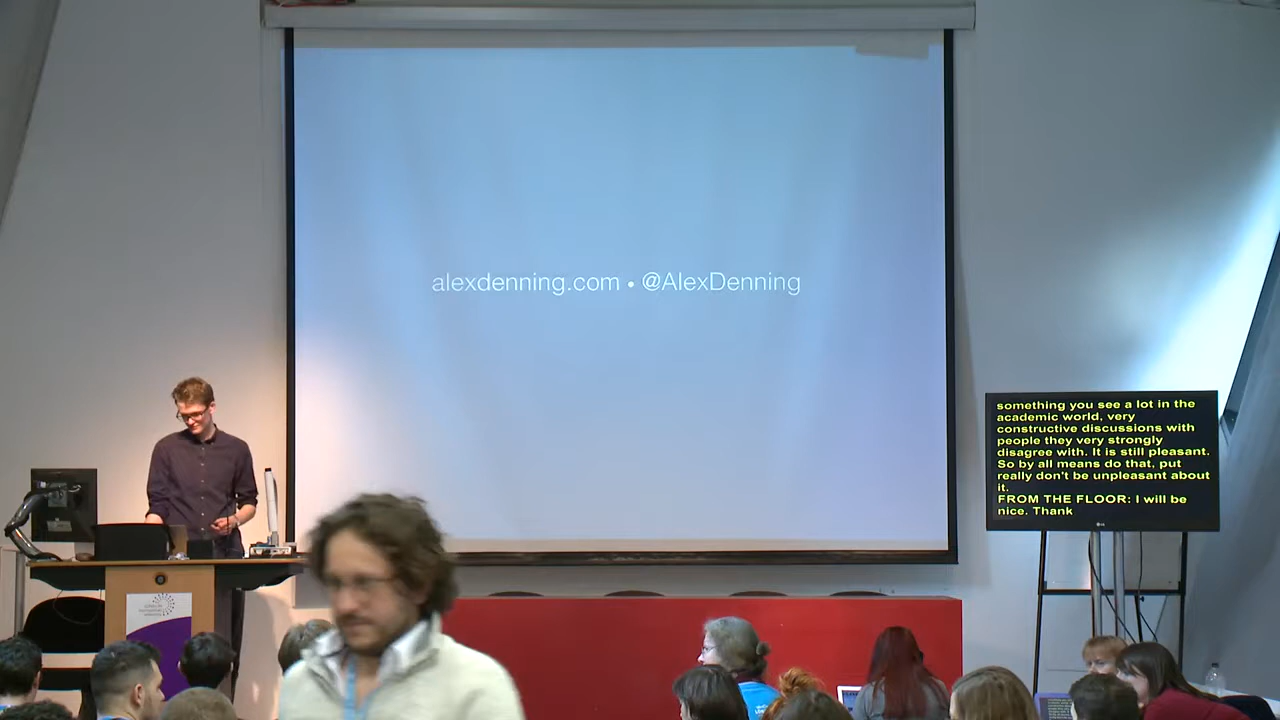 alexdenning.com • @AlexDenning
something you see a lot in the
academic world, very
constructive discussions with
people they very strongly
disagree with. It is still pleasant.
So by all means do that, put
really don't be unpleasant about
it.
FROM THE FLOOR: I will be
nice. Thank
LG